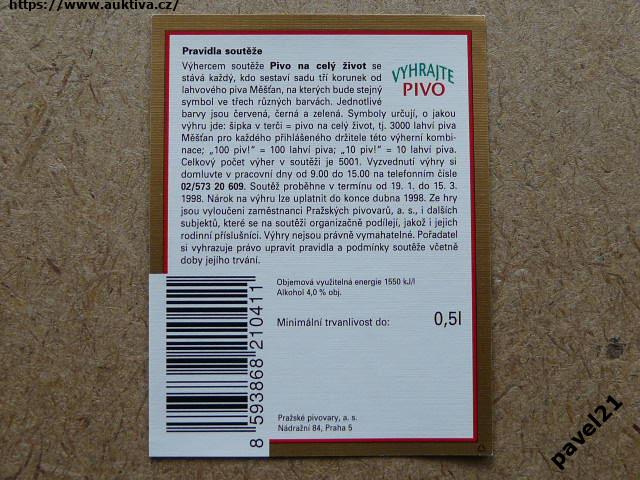 https://www.auktiva.cz/
Pravidla soutěže
Výhercem soutěže Pivo na celý život se
stává každý, kdo sestaví sadu tří korunek od
lahvového piva Měšťan, na kterých bude stejný
symbol ve třech různých barvách. Jednotlivé
barvy jsou červená, černá a zelená. Symboly určují, o jakou
výhru jde: šipka v terči = pivo na celý život, tj. 3000 lahví piva
Měšťan pro každého přihlášeného držitele této výherní kombi-
nace; „100 piv!" = 100 lahví piva; „10 piv!" = 10 lahví piva.
Celkový počet výher v soutěži je 5001. Vyzvednutí výhry si
domluvte v pracovní dny od 9.00 do 15.00 na telefonním čísle
02/573 20 609. Soutěž proběhne v termínu od 19. 1. do 15. 3.
1998. Nárok na výhru lze uplatnit do konce dubna 1998. Ze hry
jsou vyloučeni zaměstnanci Pražských pivovarů, a. s., i dalších
subjektů, které se na soutěži organizačně podílejí, jakož i jejich
rodinní příslušníci. Výhry nejsou právně vymahatelné. Pořadatel
si vyhrazuje právo upravit pravidla a podmínky soutěže včetně
doby jejího trvání.
VYHRAJTE
PIVO
Objemová využitelná energie 1550 kJ/l
Alkohol 4,0 % obj.
Minimální trvanlivost do:
0,5l
8 593868 210411
Pražské pivovary, a. s.
Nádražní 84, Praha 5
pavel21